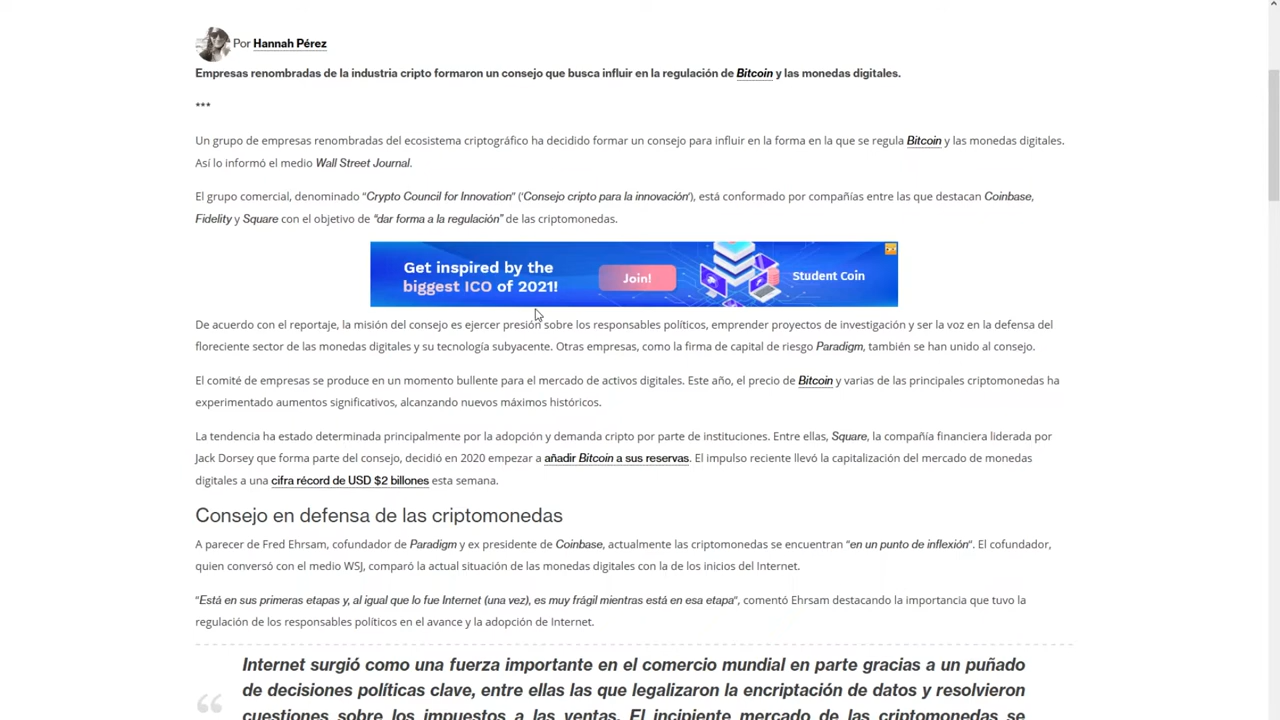 Por Hannah Pérez
Empresas renombradas de la industria cripto formaron un consejo que busca influir en la regulación de Bitcoin y las monedas digitales.
***
Un grupo de empresas renombradas del ecosistema criptográfico ha decidido formar un consejo para influir en la forma en la que se regula Bitcoin y las monedas digitales.
Así lo informó el medio Wall Street Journal.
El grupo comercial, denominado “Crypto Council for Innovation” (‘Consejo cripto para la innovación‘), está conformado por compañías entre las que destacan Coinbase,
Fidelity y Square con el objetivo de “dar forma a la regulación” de las criptomonedas.
Get inspired by the
biggest ICO of 2021!
Join!
Student Coin
De acuerdo con el reportaje, la misión del consejo es ejercer presión sobre los responsables políticos, emprender proyectos de investigación y ser la voz en la defensa del
floreciente sector de las monedas digitales y su tecnología subyacente. Otras empresas, como la firma de capital de riesgo Paradigm, también se han unido al consejo.
El comité de empresas se produce en un momento bullente para el mercado de activos digitales. Este año, el precio de Bitcoin y varias de las principales criptomonedas ha
experimentado aumentos significativos, alcanzando nuevos máximos históricos.
La tendencia ha estado determinada principalmente por la adopción y demanda cripto por parte de instituciones. Entre ellas, Square, la compañía financiera liderada por
Jack Dorsey que forma parte del consejo, decidió en 2020 empezar a añadir Bitcoin a sus reservas. El impulso reciente llevó la capitalización del mercado de monedas
digitales a una cifra récord de USD $2 billones esta semana.
Consejo en defensa de las criptomonedas
A parecer de Fred Ehrsam, cofundador de Paradigm y ex presidente de Coinbase, actualmente las criptomonedas se encuentran “en un punto de inflexión“. El cofundador,
quien conversó con el medio WSJ, comparó la actual situación de las monedas digitales con la de los inicios del Internet.
“Está en sus primeras etapas y, al igual que lo fue Internet (una vez), es muy frágil mientras está en esa etapa“, comentó Ehrsam destacando la importancia que tuvo la
regulación de los responsables políticos en el avance y la adopción de Internet.
Internet surgió como una fuerza importante en el comercio mundial en parte gracias a un puñado
de decisiones políticas clave, entre ellas las que legalizaron la encriptación de datos y resolvieron
cuestiones sobre los impuestos a las ventas. El incipiente mercado de las criptomonedas se